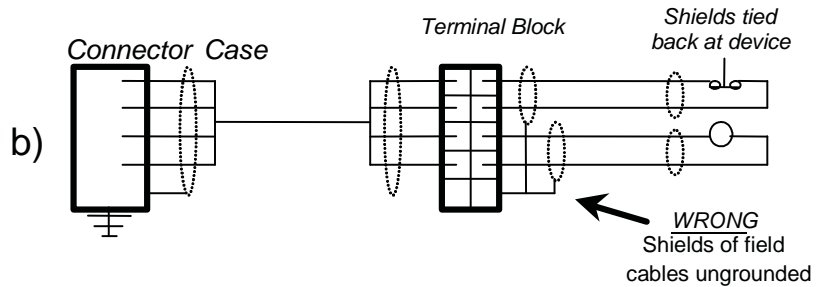 Shields tied
back at device
Terminal Block
Connector Case
b)
WRONG
Shields of field
cables ungrounded